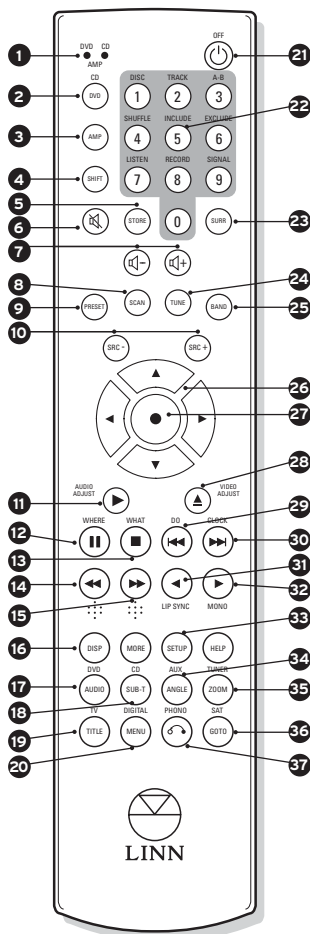 DVD CD OFF
1 AMP 21
CD DISC TRACK A-B
2 DVD 1 2 3
SHUFFLE INCLUDE EXCLUDE 22
3 AMP 4 5 6
LISTEN RECORD SIGNAL
4 SHIFT 7 8 9
5
6 STORE 0 SURR 23
7
8 24
9 PRESET SCAN TUNE BAND 25
10
SRC - SRC +
26
27
28
AUDIO ADJUST VIDEO ADJUST
11 29
WHERE WHAT DO CLOCK
12 30
13 31
14 32
15 LIP SYNC MONO
33
16 DISP MORE SETUP HELP
34
DVD CD AUX TUNER
17 AUDIO SUB-T ANGLE ZOOM 35
18
TV DIGITAL PHONO SAT
19 TITLE MENU GOTO 36
20 37
LINN